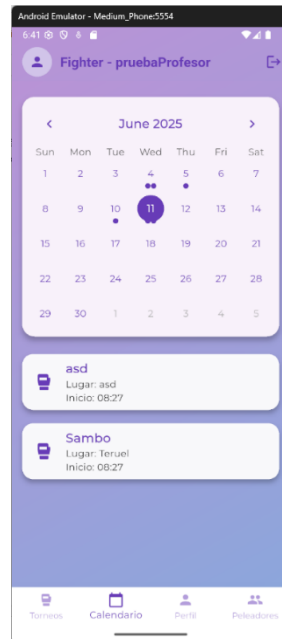 Android Emulator - Medium_Phone:5554
6:41
Fighter - pruebaProfesor
June 2025
Sun Mon Tue Wed Thu Fri Sat
1 2 3 4 5 6 7
8 9 10 11 12 13 14
15 16 17 18 19 20 21
22 23 24 25 26 27 28
29 30 1 2 3 4 5
asd
Lugar: asd
Inicio: 08:27
Sambo
Lugar: Teruel
Inicio: 08:27
Torneos Calendario Perfil Peleadores